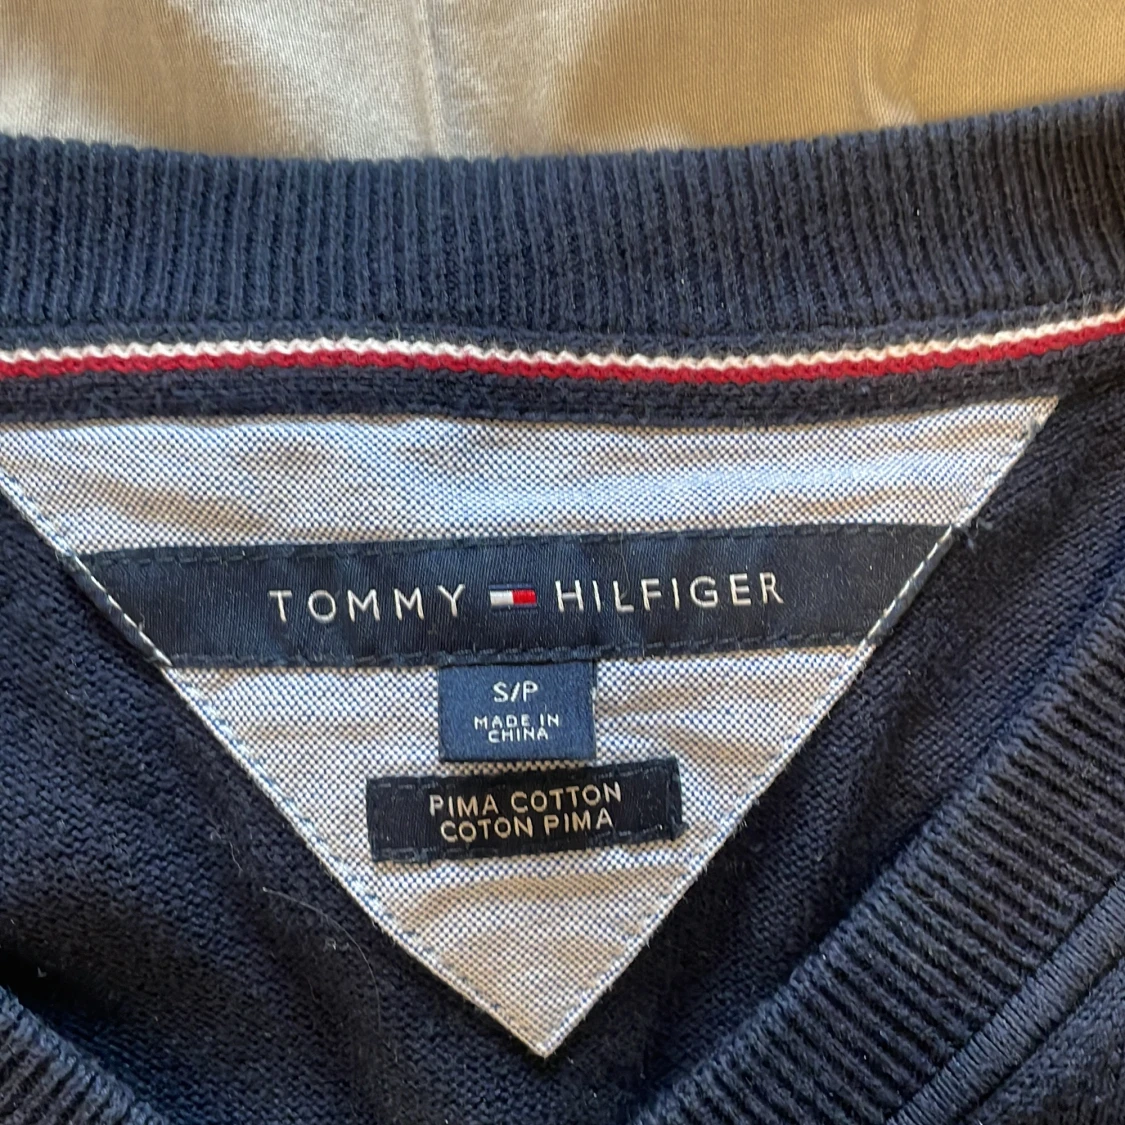 TOMMY HILFIGER
S/P
MADE IN
CHINA
PIMA COTTON
COTON PIMA